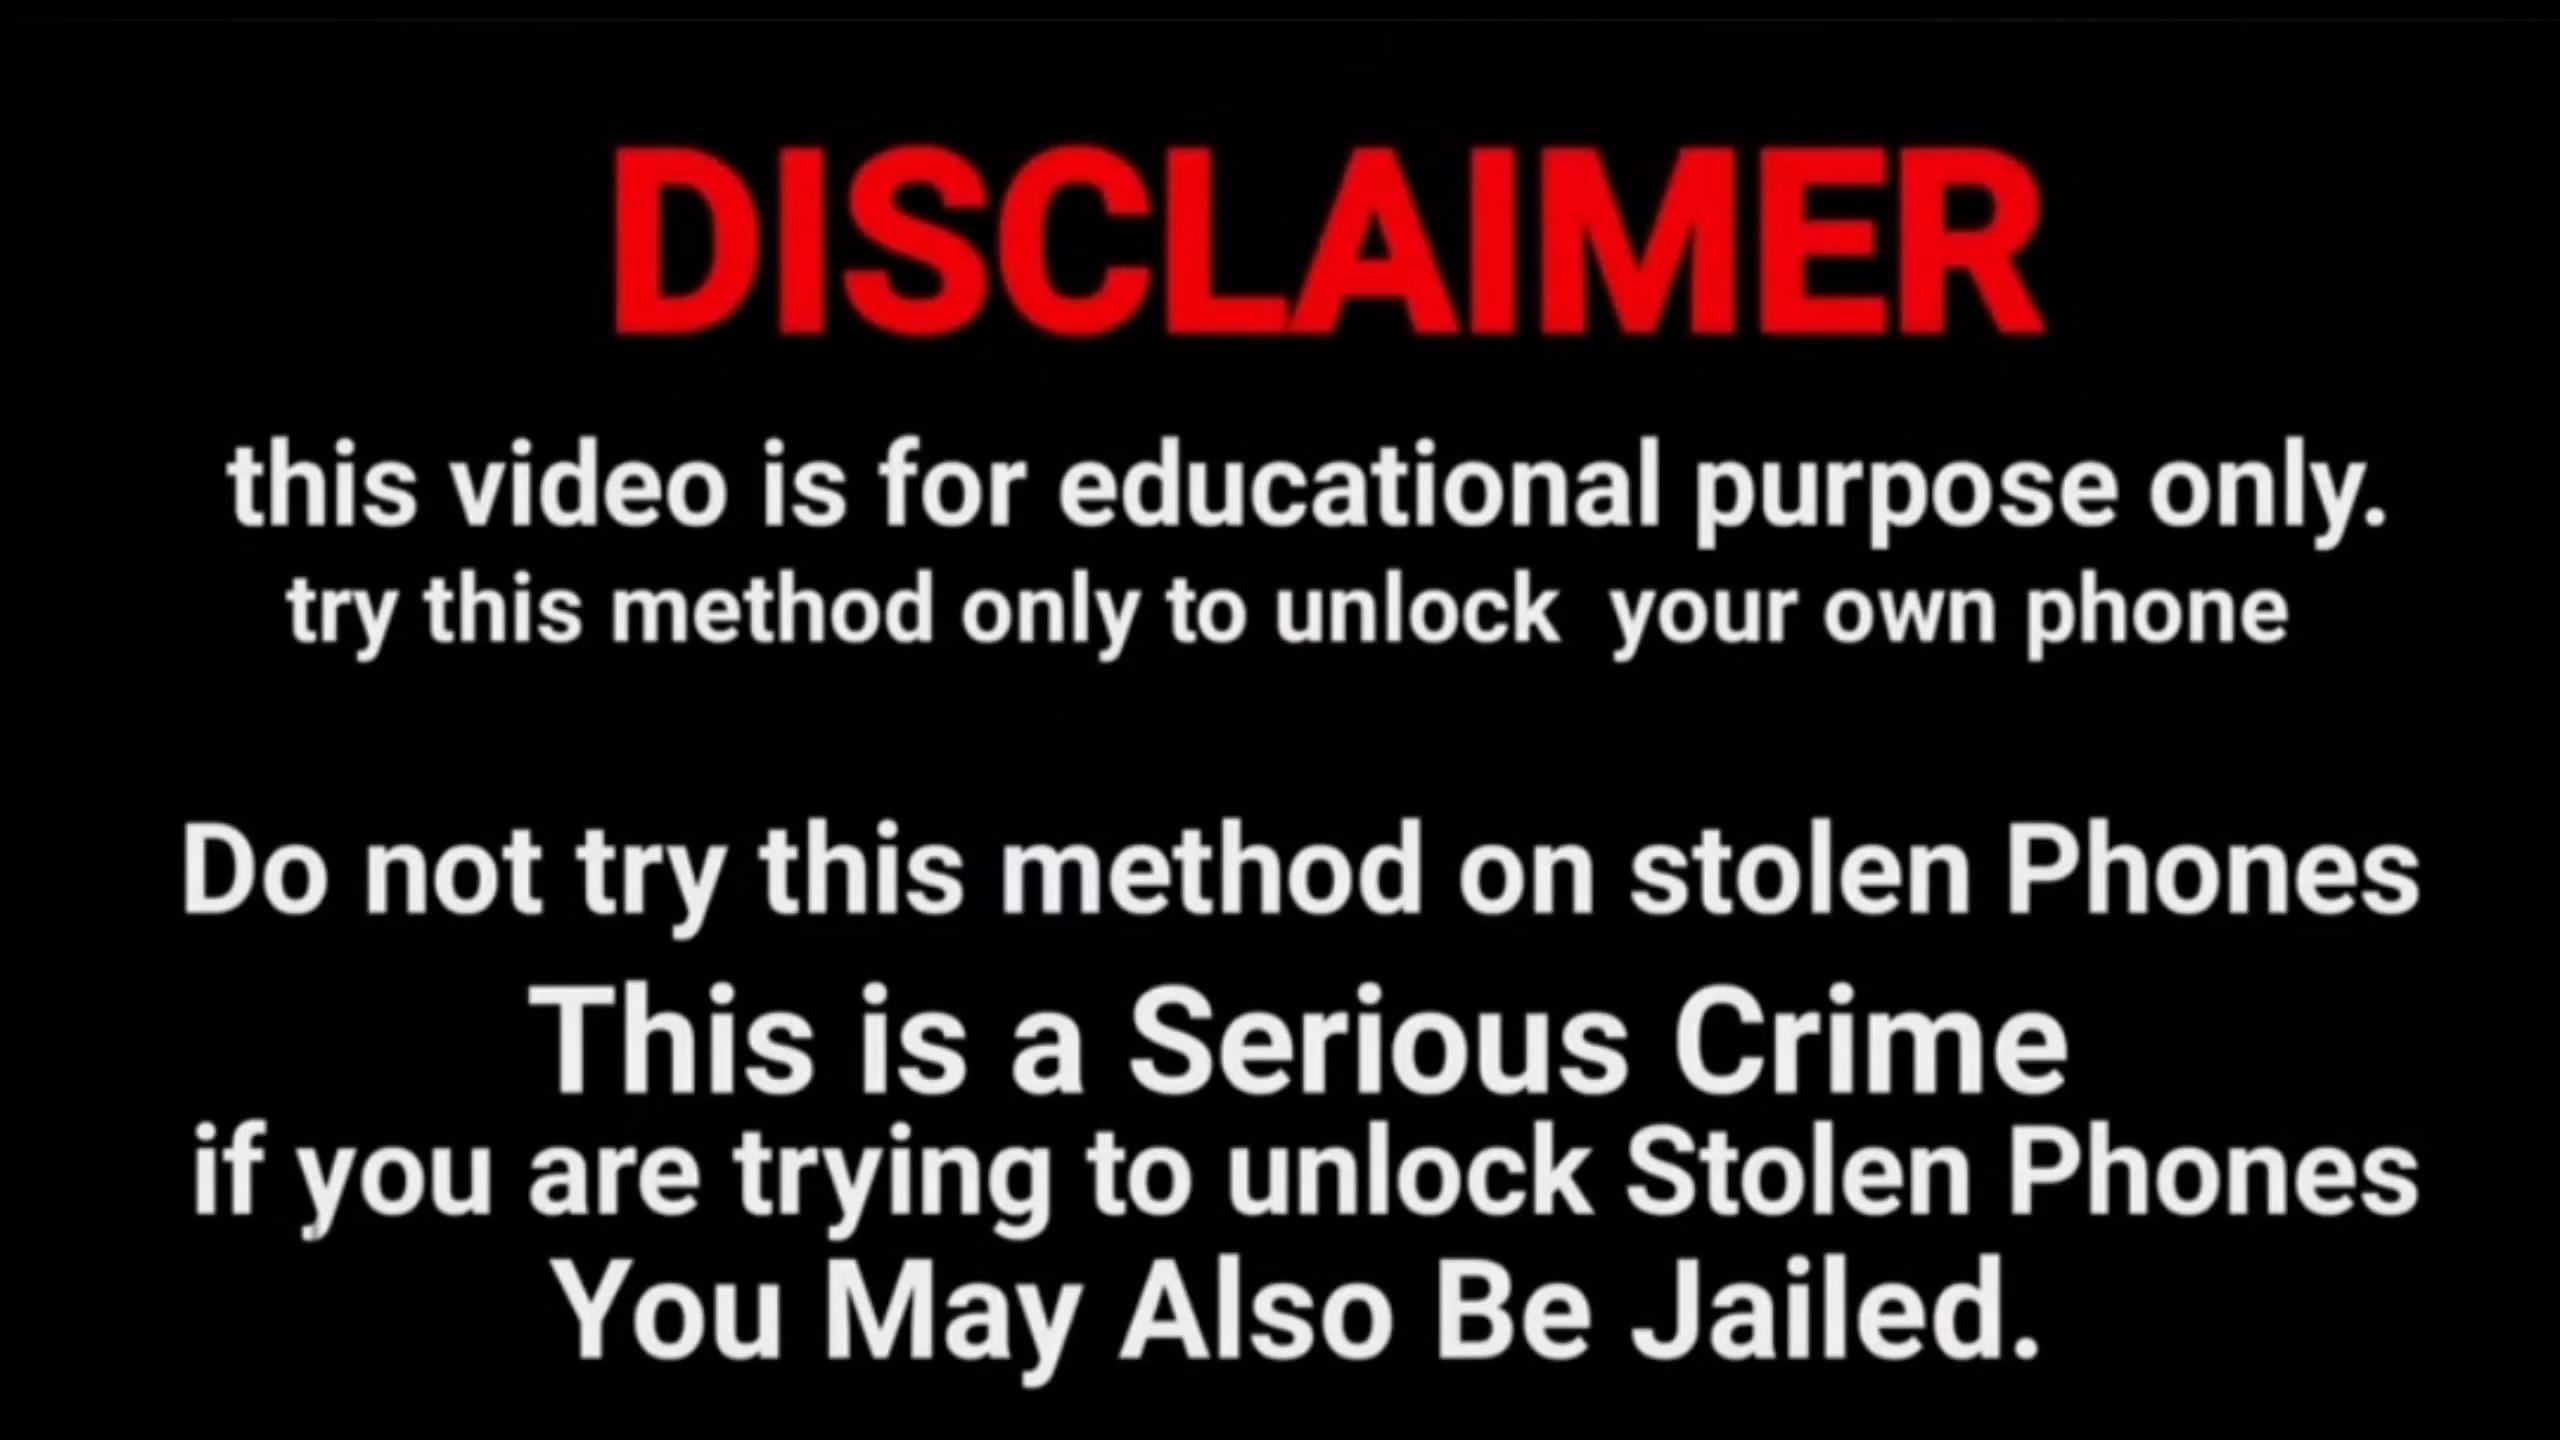 DISCLAIMER
this video is for educational purpose only.
try this method only to unlock  your own phone
Do not try this method on stolen Phones
This is a Serious Crime
if you are trying to unlock Stolen Phones
You May Also Be Jailed.